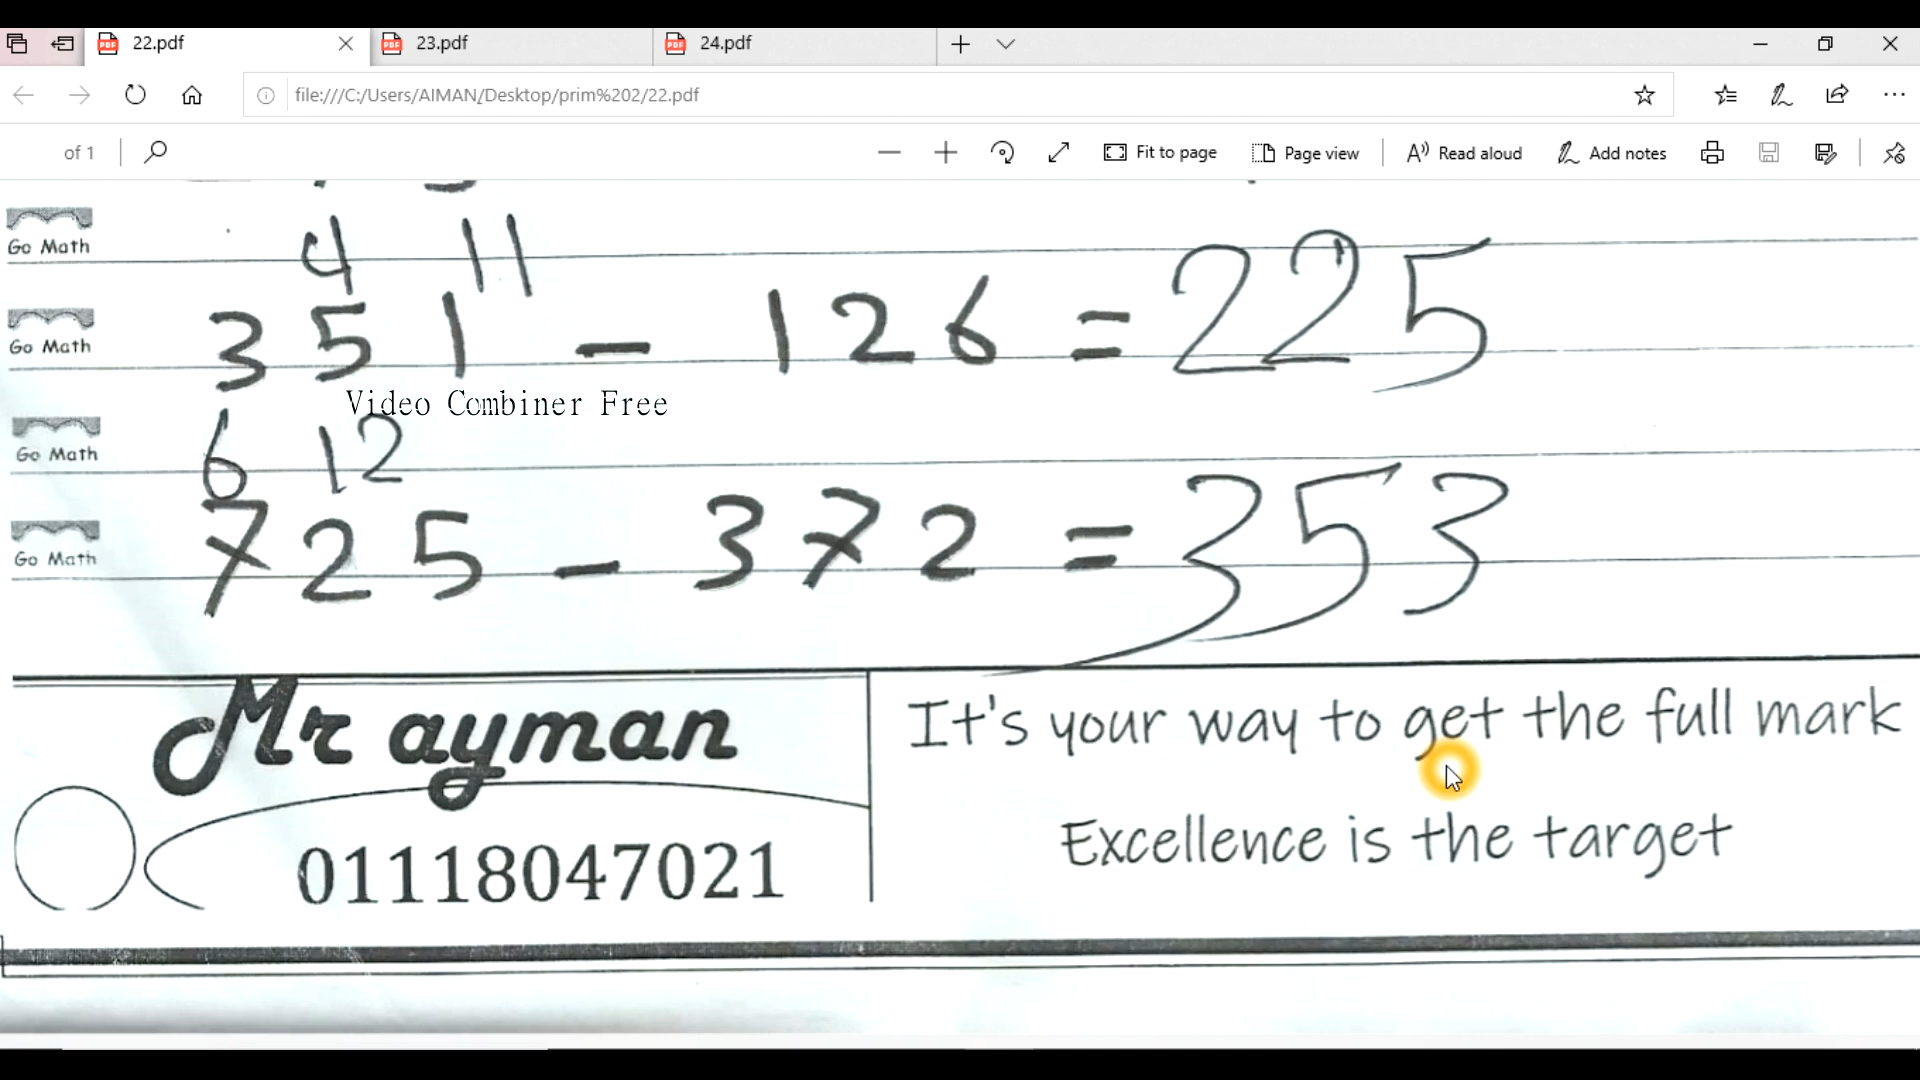 22.pdf 23.pdf 24.pdf
file:///C:/Users/AIMAN/Desktop/prim%202/22.pdf
of 1 Fit to page Page view Read aloud Add notes
Go Math
4 11
Go Math
351 - 126 = 225
Video Combiner Free
Go Math
6 12
Go Math
725 - 372 = 353
Mr ayman
01118047021
It's your way to get the full mark
Excellence is the target